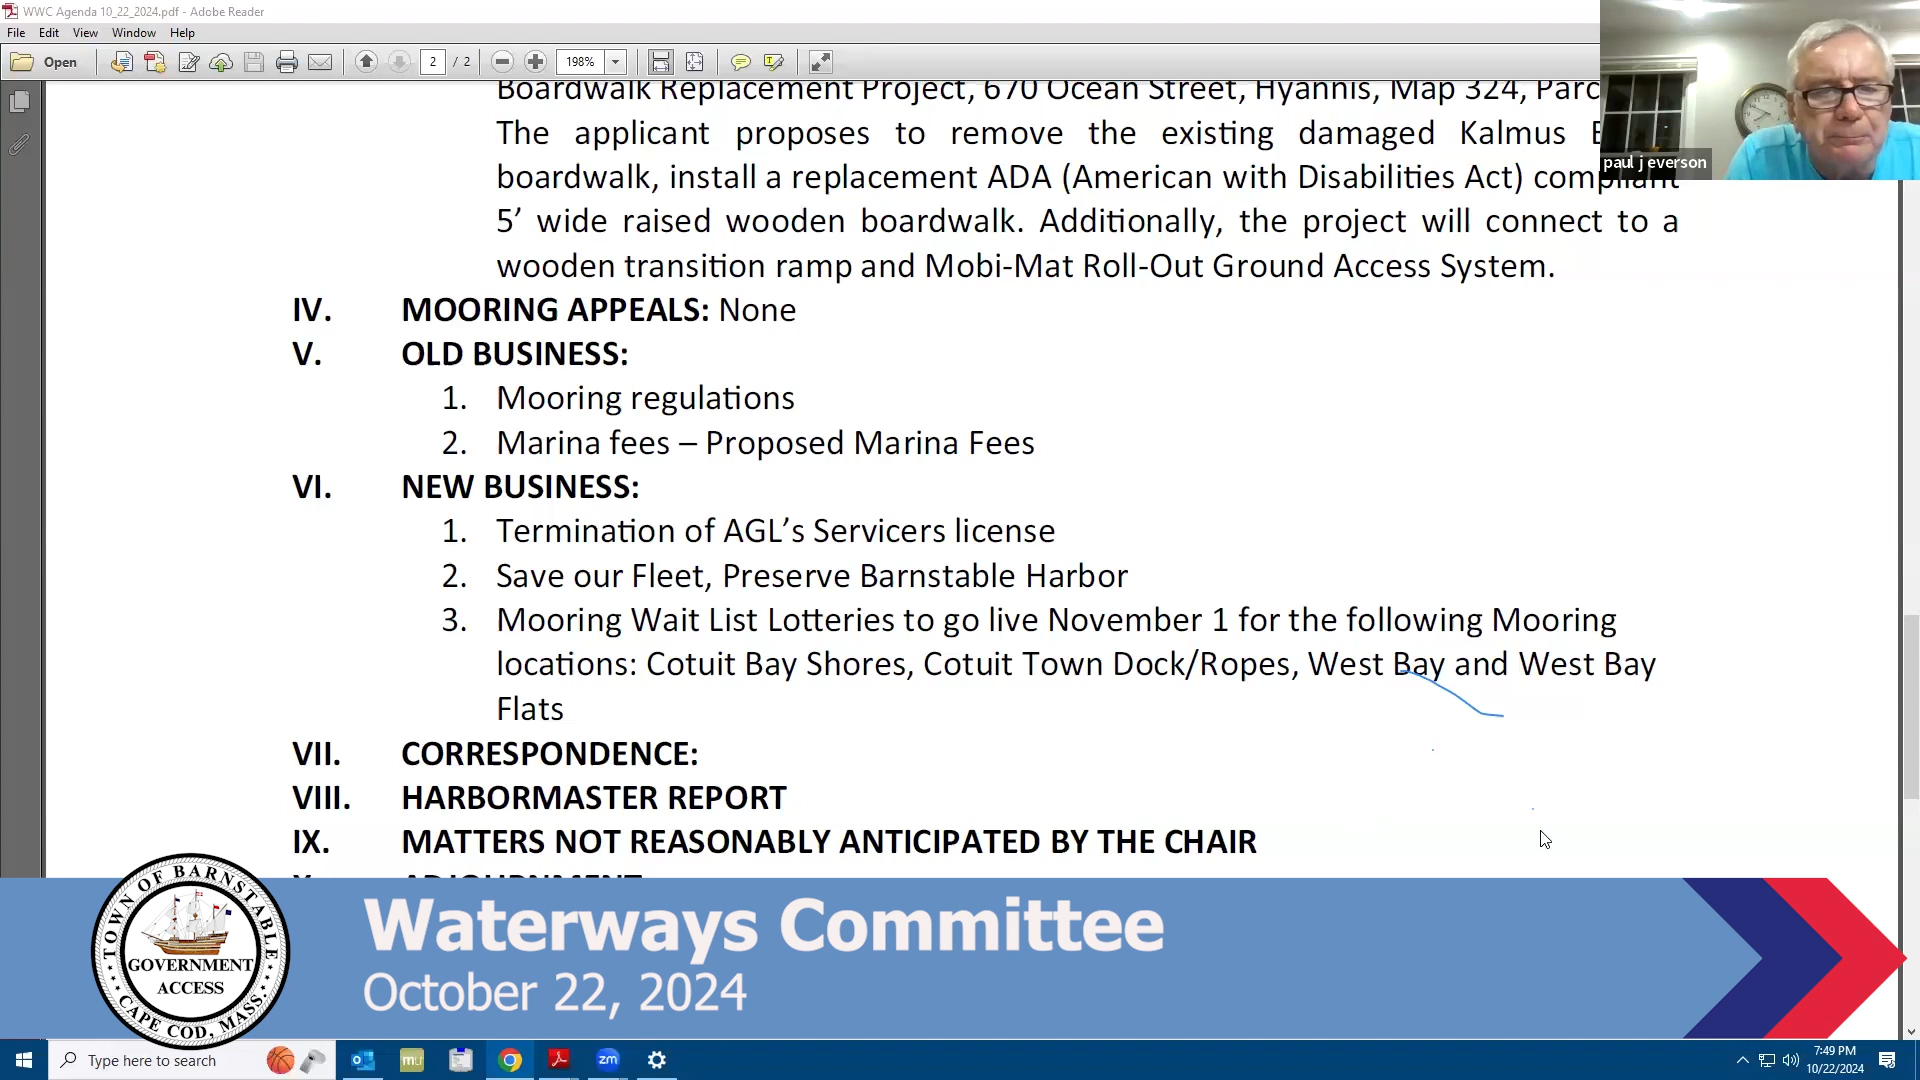 WWC Agenda 10_22_2024.pdf - Adobe Reader
File Edit View Window Help
Open 2 / 2 198%
Boardwalk Replacement Project, 670 Ocean Street, Hyannis, Map 324, Parc
The applicant proposes to remove the existing damaged Kalmus
boardwalk, install a replacement ADA (American with Disabilities Act) compliant
5’ wide raised wooden boardwalk. Additionally, the project will connect to a
wooden transition ramp and Mobi-Mat Roll-Out Ground Access System.
paul j everson
IV. MOORING APPEALS: None
V. OLD BUSINESS:
1. Mooring regulations
2. Marina fees – Proposed Marina Fees
VI. NEW BUSINESS:
1. Termination of AGL’s Servicers license
2. Save our Fleet, Preserve Barnstable Harbor
3. Mooring Wait List Lotteries to go live November 1 for the following Mooring
locations: Cotuit Bay Shores, Cotuit Town Dock/Ropes, West Bay and West Bay
Flats
VII. CORRESPONDENCE:
VIII. HARBORMASTER REPORT
IX. MATTERS NOT REASONABLY ANTICIPATED BY THE CHAIR
X. ADJOURNMENT
TOWN OF BARNSTABLE
GOVERNMENT
ACCESS
CAPE COD, MASS.
Waterways Committee
October 22, 2024
Type here to search
mu
zm
7:49 PM
10/22/2024